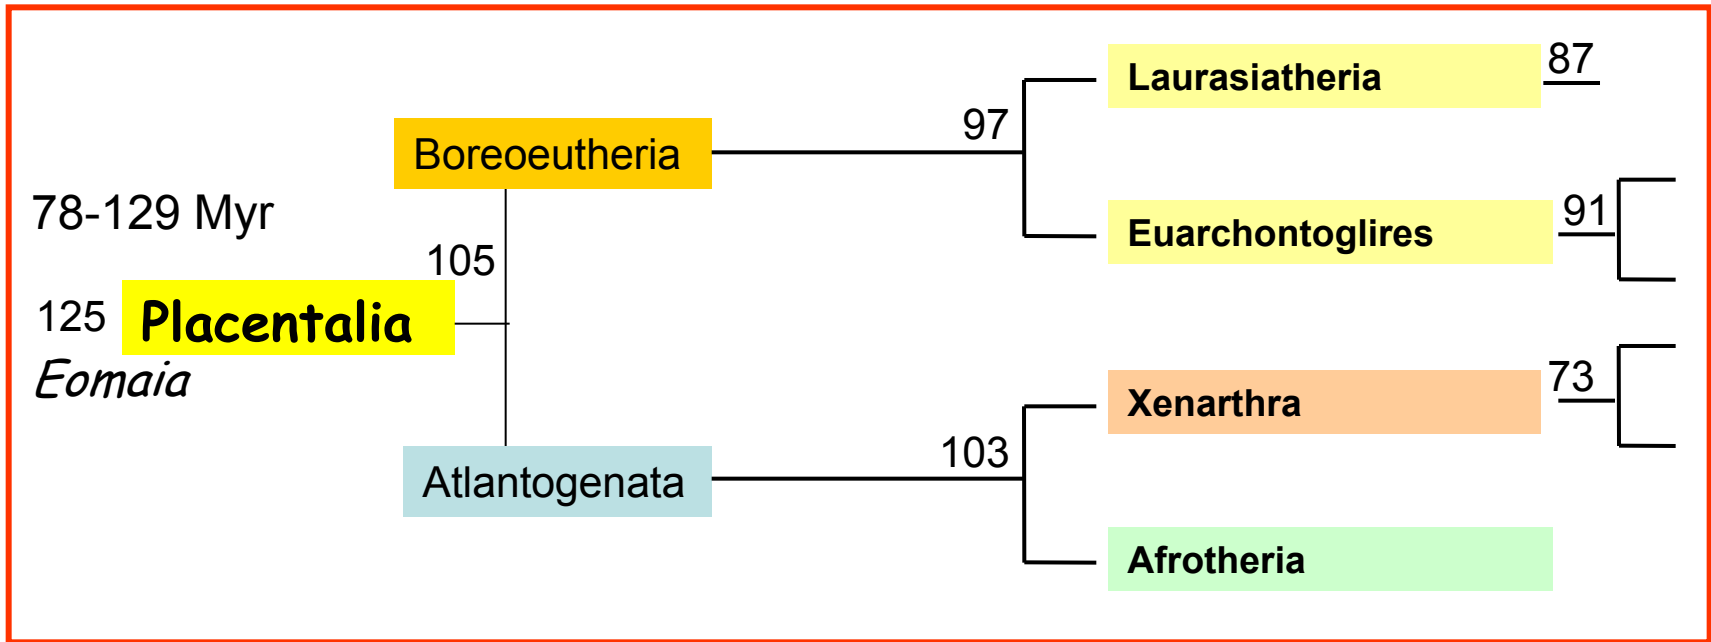 87
Laurasiatheria
97
Boreoeutheria
78-129 Myr
91
Euarchontoglires
105
125 Placentalia
Eomaia
73
Xenarthra
103
Atlantogenata
Afrotheria